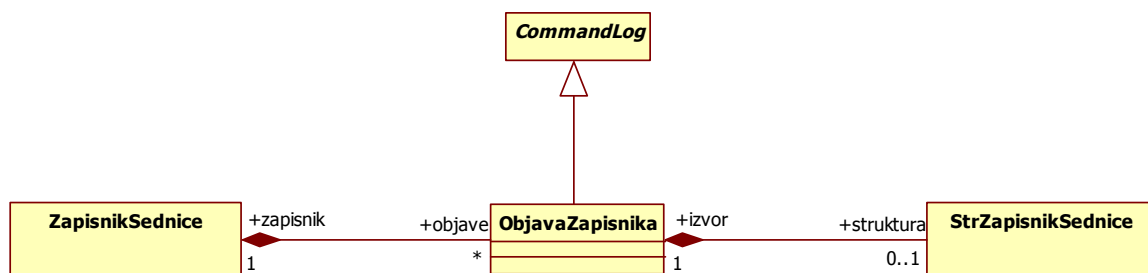 CommandLog
ZapisnikSednice
+zapisnik
+objave
ObjavaZapisnika
+izvor
+struktura
StrZapisnikSednice
1
*
1
0..1